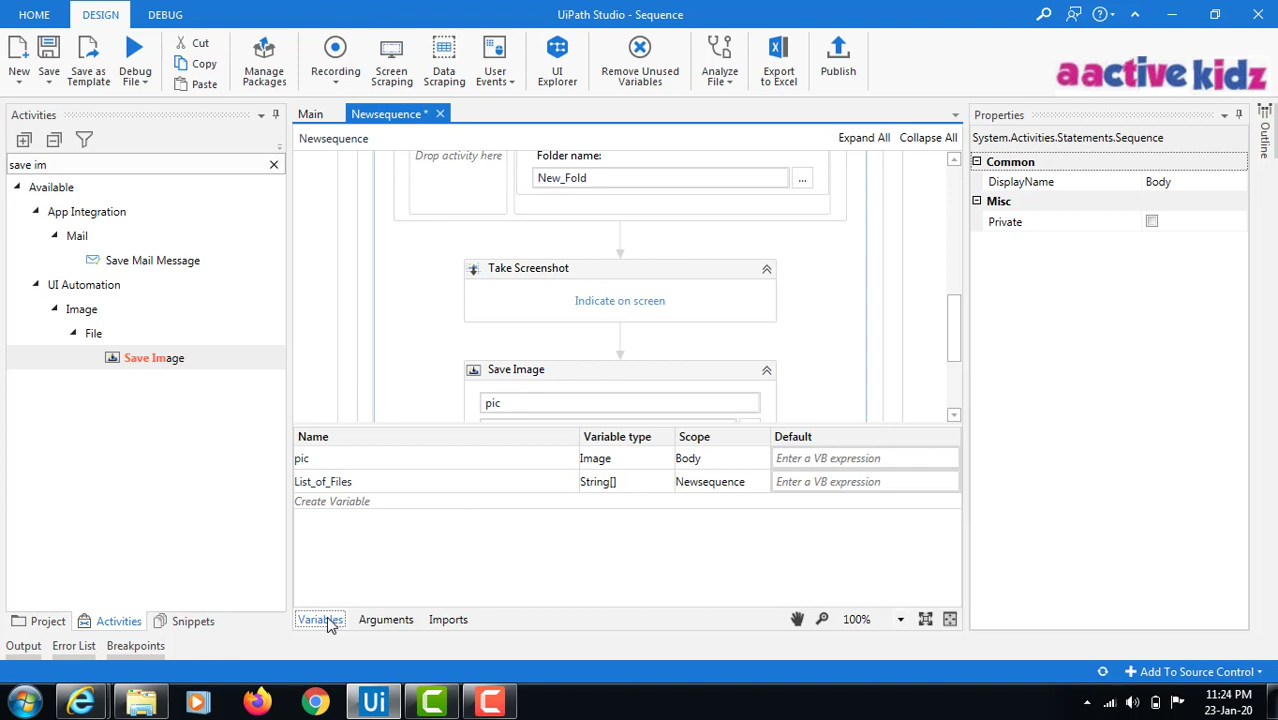 HOME DESIGN DEBUG UiPath Studio - Sequence
New Save Save as Template Debug File Cut Copy Paste Manage Packages Recording Screen Scraping Data Scraping User Events UI Explorer Remove Unused Variables Analyze File Export to Excel Publish
aactive kidz
Activities
Main Newsequence *
Properties
Newsequence Expand All Collapse All
System.Activities.Statements.Sequence
save im
Available
App Integration
Mail
Save Mail Message
UI Automation
Image
File
Save Image
Drop activity here
Folder name:
New_Fold ...
Take Screenshot
Indicate on screen
Save Image
pic
Common
DisplayName Body
Misc
Private
Outline
Name Variable type Scope Default
pic Image Body Enter a VB expression
List_of_Files String[] Newsequence Enter a VB expression
Create Variable
Project Activities Snippets
Variables Arguments Imports 100%
Output Error List Breakpoints
Add To Source Control
Ui C C
11:24 PM
23-Jan-20